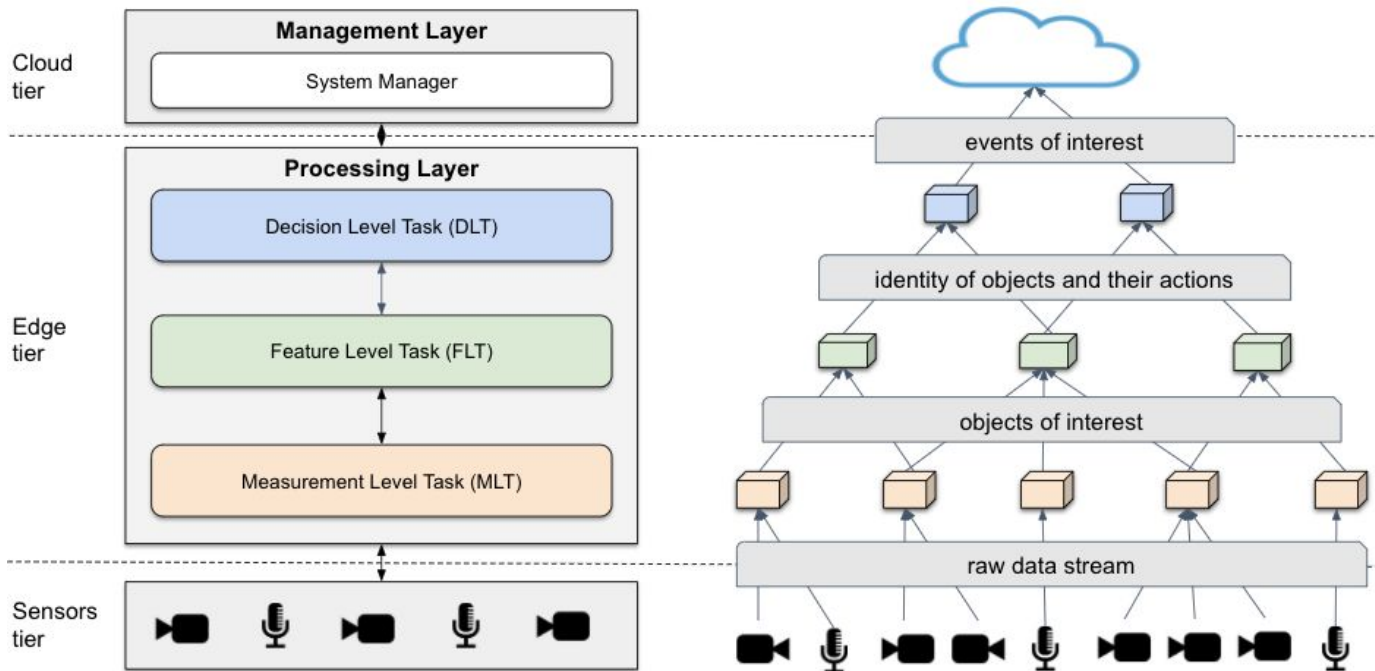 Cloud
tier
Management Layer
System Manager
Edge
tier
Processing Layer
Decision Level Task (DLT)
Feature Level Task (FLT)
Measurement Level Task (MLT)
Sensors
tier
events of interest
identity of objects and their actions
objects of interest
raw data stream